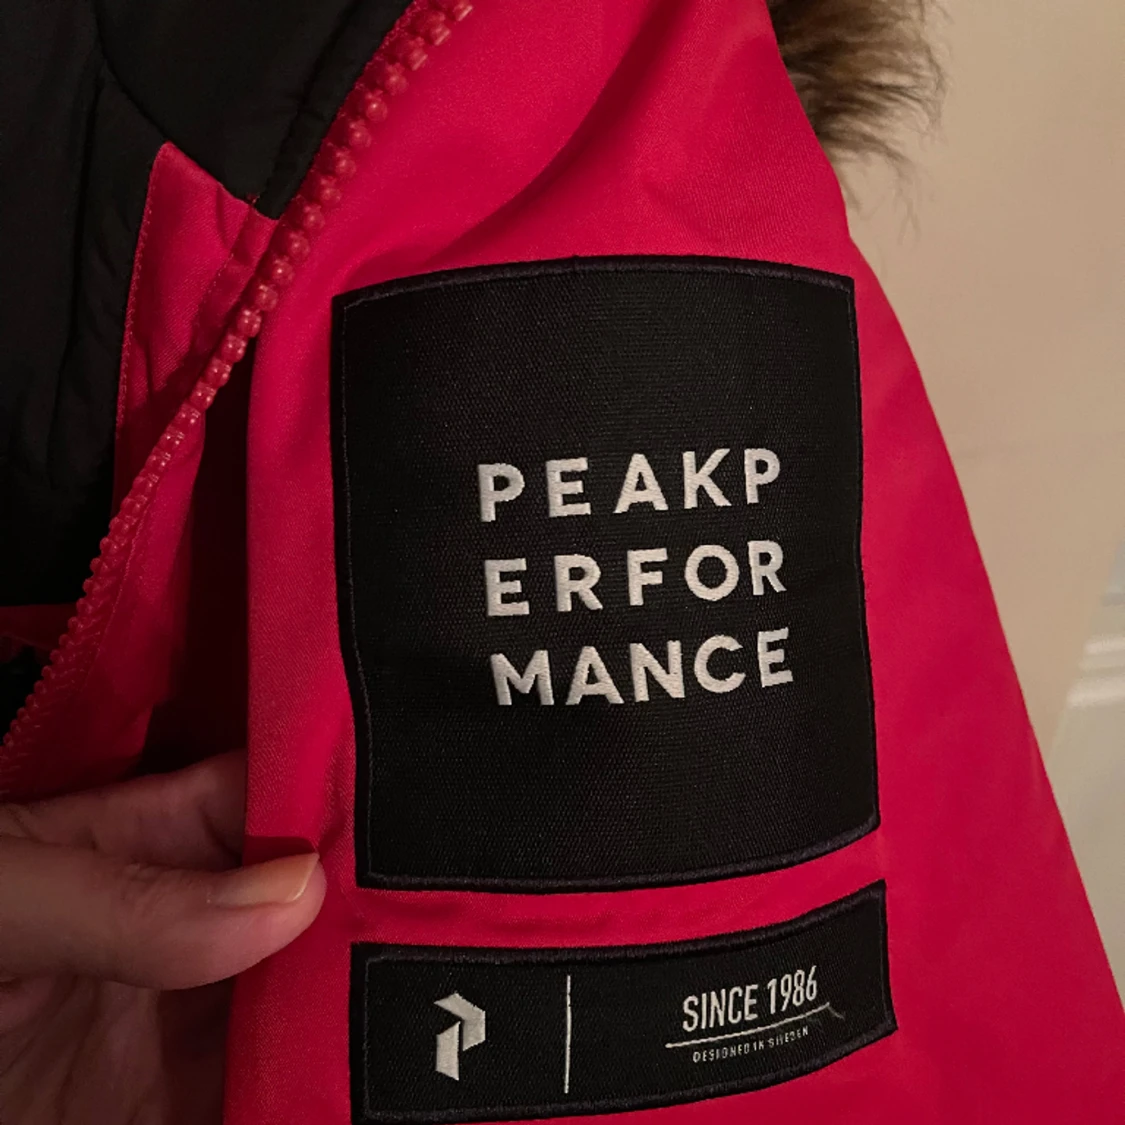 PEAKP
ERFOR
MANCE
SINCE 1986
DESIGNED IN SWEDEN